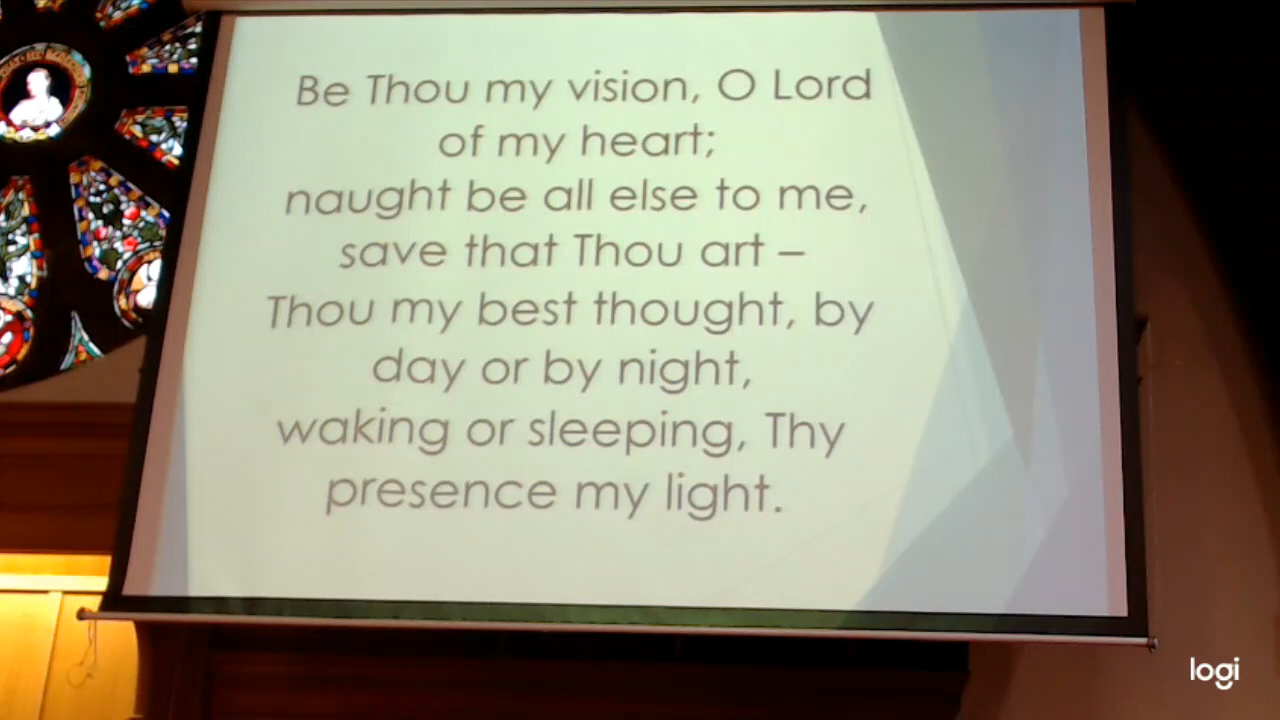 Be Thou my vision, O Lord
of my heart;
naught be all else to me,
save that Thou art –
Thou my best thought, by
day or by night,
waking or sleeping, Thy
presence my light.
logi